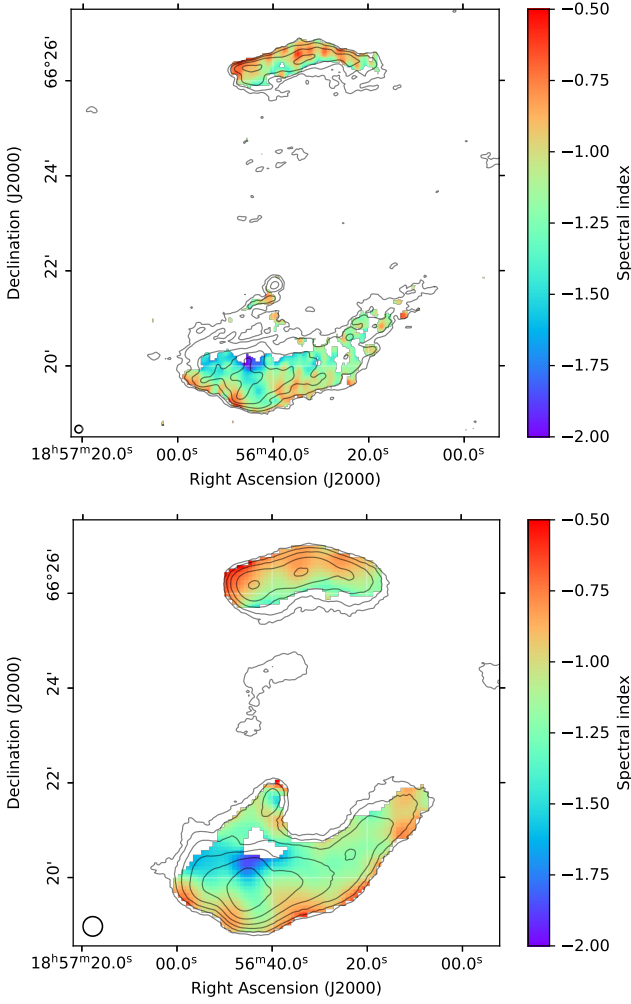 66°26'
24'
22'
20'
Declination (J2000)
18ʰ57ᵐ20.0ˢ 00.0ˢ 56ᵐ40.0ˢ 20.0ˢ 00.0ˢ
Right Ascension (J2000)
−0.50
−0.75
−1.00
−1.25
−1.50
−1.75
−2.00
Spectral index
66°26'
24'
22'
20'
Declination (J2000)
18ʰ57ᵐ20.0ˢ 00.0ˢ 56ᵐ40.0ˢ 20.0ˢ 00.0ˢ
Right Ascension (J2000)
−0.50
−0.75
−1.00
−1.25
−1.50
−1.75
−2.00
Spectral index